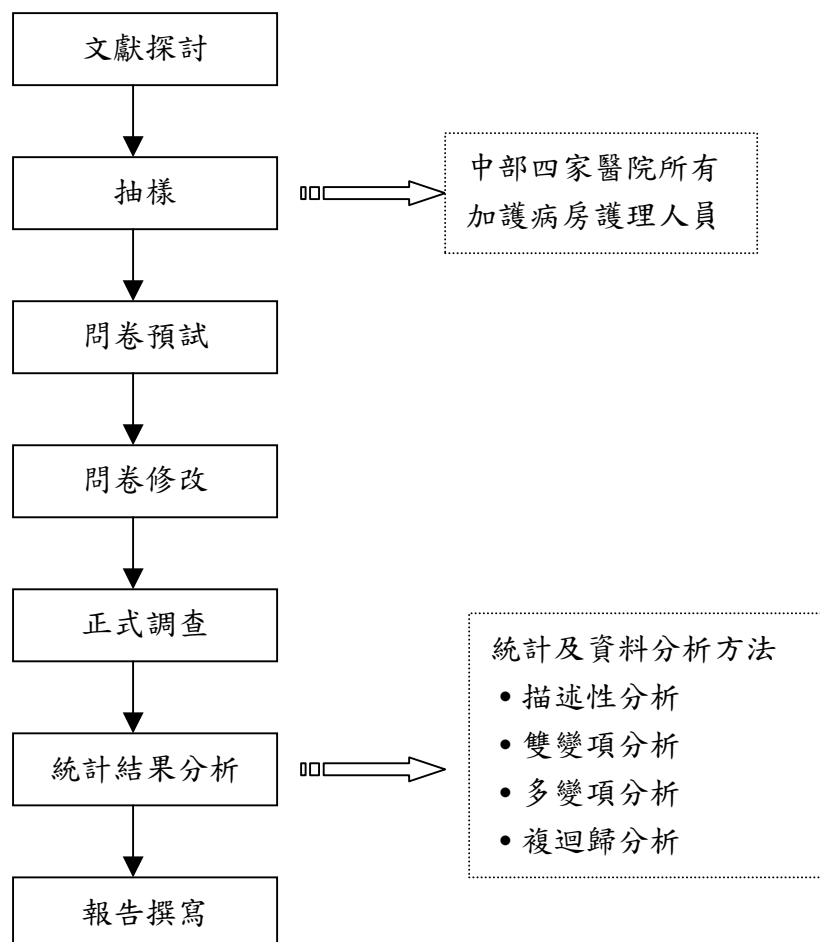 文獻探討
抽樣
中部四家醫院所有
加護病房護理人員
問卷預試
問卷修改
正式調查
統計結果分析
統計及資料分析方法
•描述性分析
•雙變項分析
•多變項分析
•複迴歸分析
報告撰寫